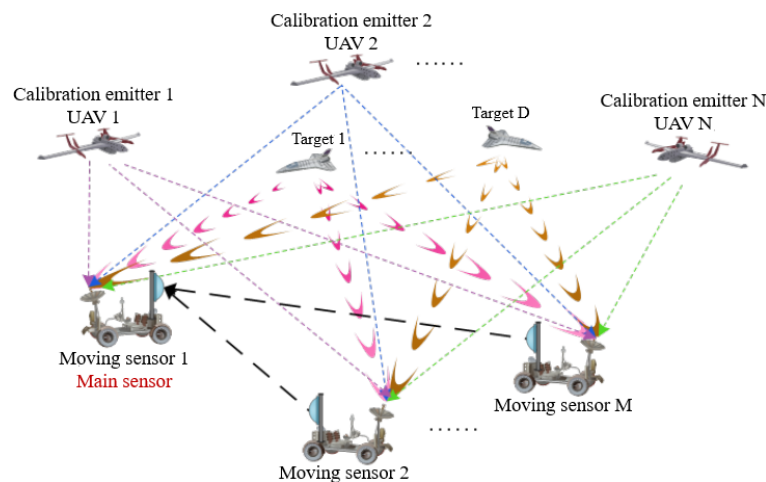 Calibration emitter 2
UAV 2
......
Calibration emitter 1
UAV 1
Target 1
......
Target D
Calibration emitter N
UAV N
Moving sensor 1
Main sensor
Moving sensor 2
......
Moving sensor M